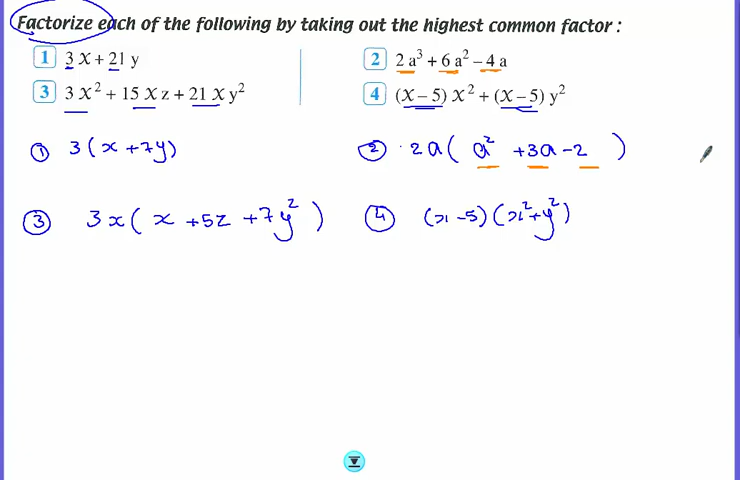 Factorize each of the following by taking out the highest common factor :
1 3 X + 21 y
2 2 a³ + 6 a² – 4 a
3 3 X² + 15 X z + 21 X y²
4 (X – 5) X² + (X – 5) y²
① 3 ( x + 7y )
② 2a ( a² + 3a – 2 )
③ 3x ( x + 5z + 7y² )
④ (x – 5) (x² + y²)